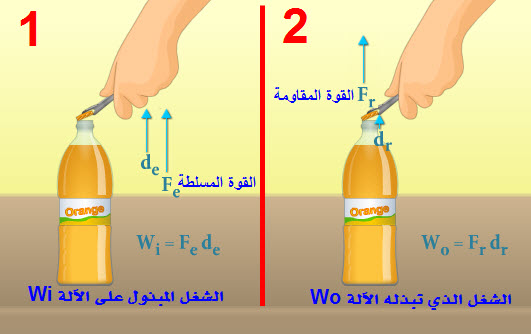 1
dₑ
Fₑ القوة المسلطة
Orange
Wᵢ = Fₑ dₑ
الشغل المبذول على الآلة Wi
2
القوة المقاومة Fᵣ
dᵣ
Orange
Wₒ = Fᵣ dᵣ
الشغل الذي تبذله الآلة Wo